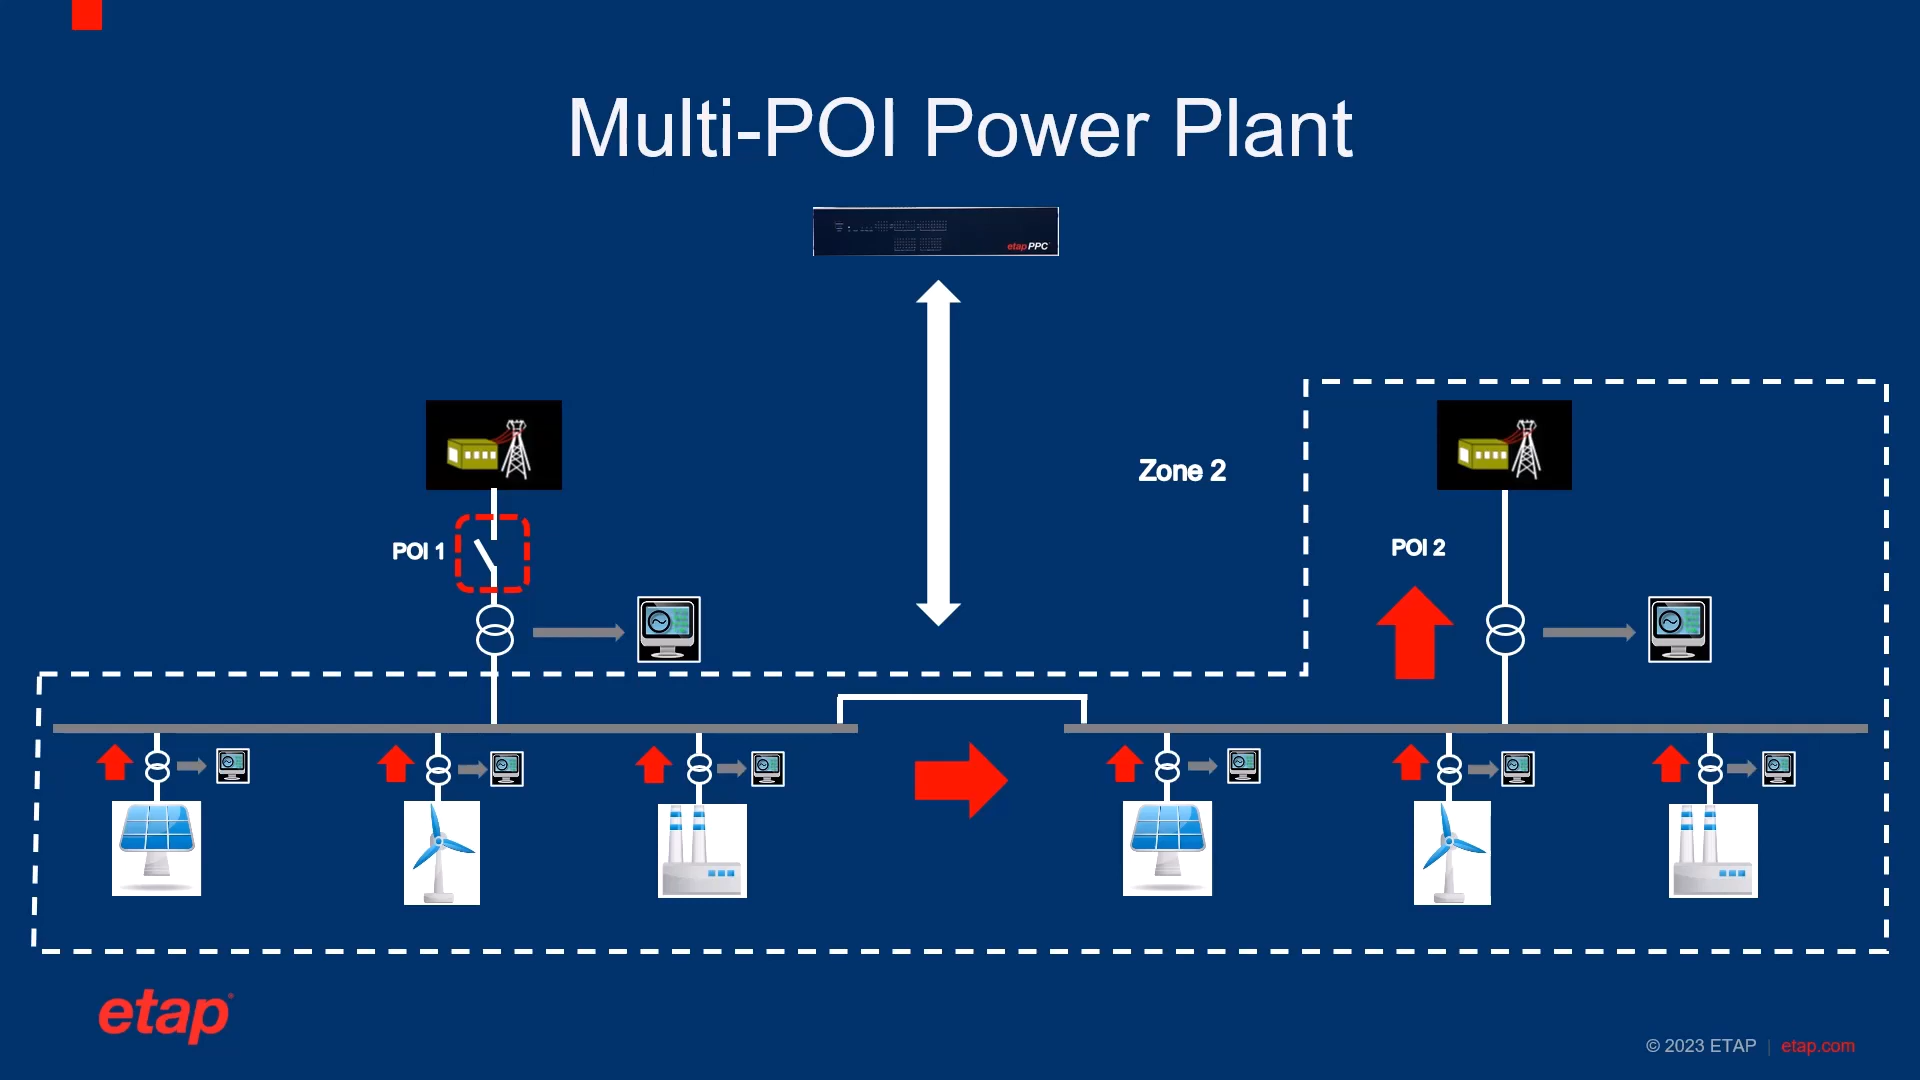 Multi-POI Power Plant
etap PPC
Zone 2
POI 1
POI 2
etap
© 2023 ETAP | etap.com